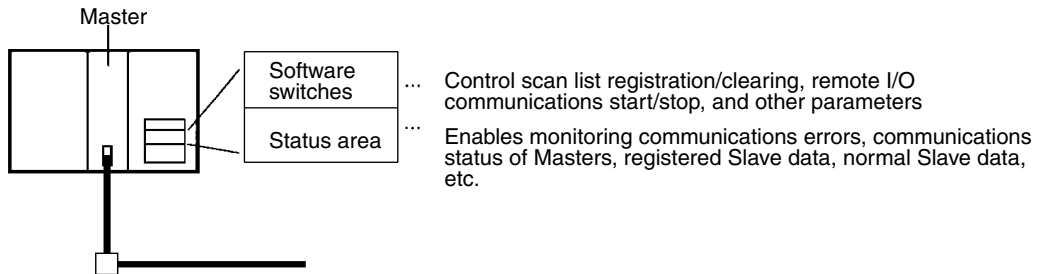 Master
Software
switches
... Control scan list registration/clearing, remote I/O
communications start/stop, and other parameters
Status area
... Enables monitoring communications errors, communications
status of Masters, registered Slave data, normal Slave data,
etc.